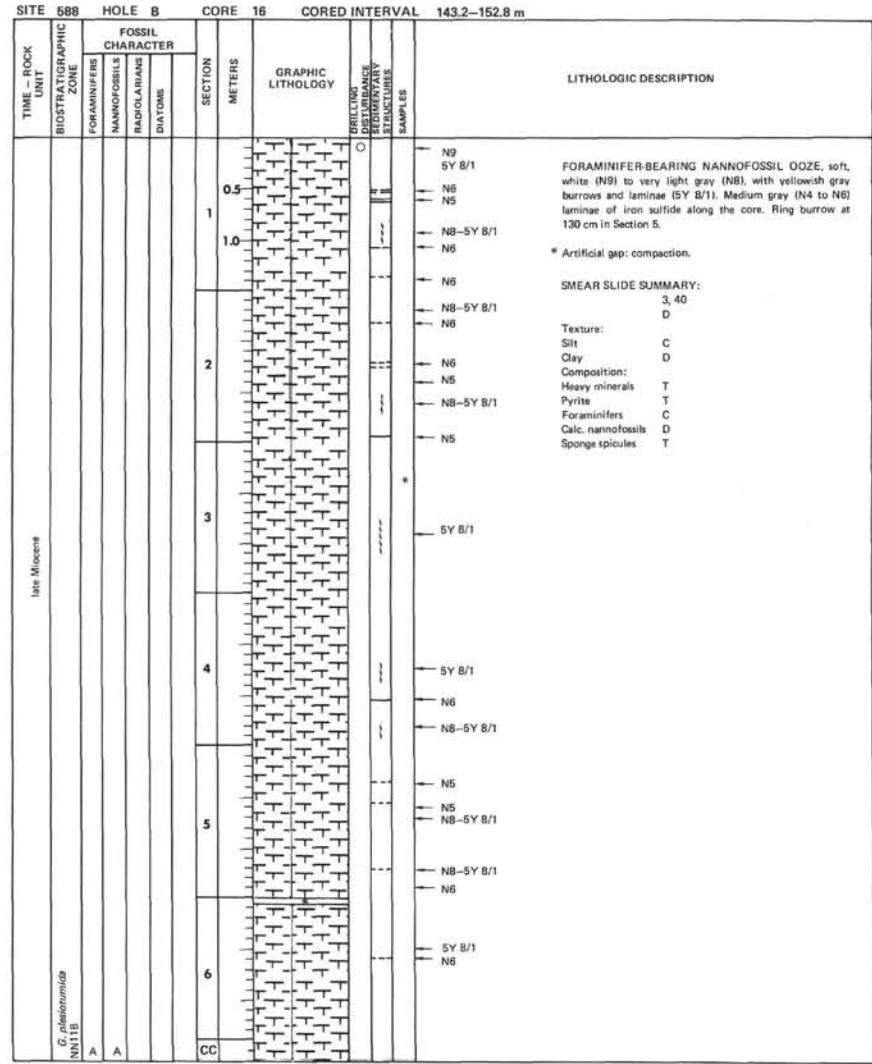 SITE 588 HOLE B CORE 16 CORED INTERVAL 143.2–152.8 m
TIME – ROCK UNIT
BIOSTRATIGRAPHIC ZONE
FOSSIL CHARACTER
FORAMINIFERS
NANNOFOSSILS
RADIOLARIANS
DIATOMS
SECTION
METERS
GRAPHIC LITHOLOGY
DRILLING DISTURBANCE
SEDIMENTARY STRUCTURES
SAMPLES
LITHOLOGIC DESCRIPTION
late Miocene
G. plesiotumida
NN11B
A
A
1
0.5
1.0
2
3
4
5
6
CC
*
*
N9
5Y 8/1
N6
N5
N8–5Y 8/1
N6
N6
N8–5Y 8/1
N6
N6
N5
N8–5Y 8/1
N5
5Y 8/1
5Y 8/1
N6
N8–5Y 8/1
N5
N5
N8–5Y 8/1
N8–5Y 8/1
N6
5Y 8/1
N6
FORAMINIFER-BEARING NANNOFOSSIL OOZE, soft,
white (N9) to very light gray (N8), with yellowish gray
burrows and laminae (5Y 8/1). Medium gray (N4 to N6)
laminae of iron sulfide along the core. Ring burrow at
130 cm in Section 5.
* Artificial gap: compaction.
SMEAR SLIDE SUMMARY:
3, 40
D
Texture:
Silt C
Clay D
Composition:
Heavy minerals T
Pyrite T
Foraminifers C
Calc. nannofossils D
Sponge spicules T